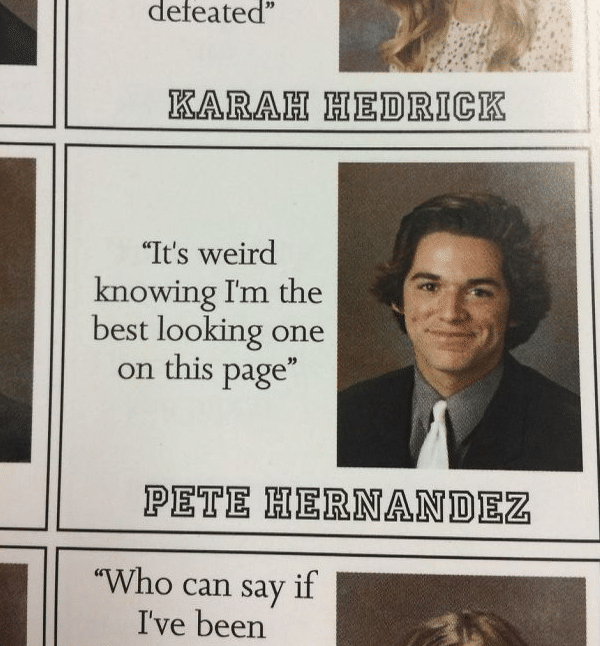 defeated”
KARAH HEDRICK
“It's weird
knowing I'm the
best looking one
on this page”
PETE HERNANDEZ
“Who can say if
I've been